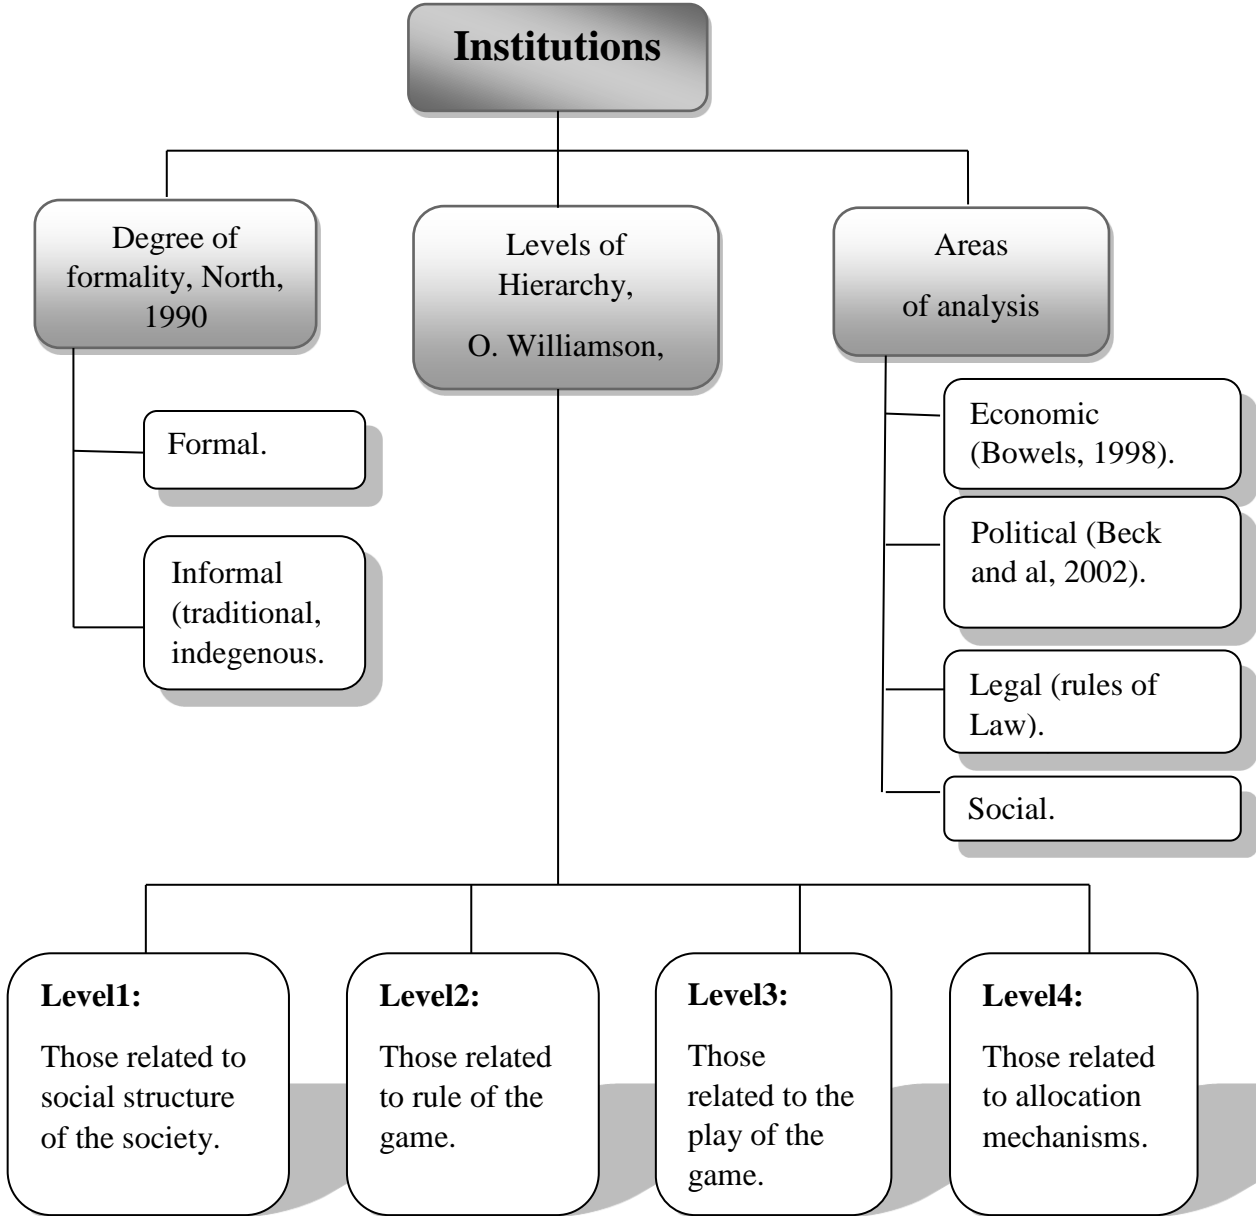 Institutions
Degree of
formality, North,
1990
Levels of
Hierarchy,
O. Williamson,
Areas
of analysis
Formal.
Informal
(traditional,
indegenous.
Economic
(Bowels, 1998).
Political (Beck
and al, 2002).
Legal (rules of
Law).
Social.
Level1:
Those related to
social structure
of the society.
Level2:
Those related
to rule of the
game.
Level3:
Those
related to the
play of the
game.
Level4:
Those related
to allocation
mechanisms.